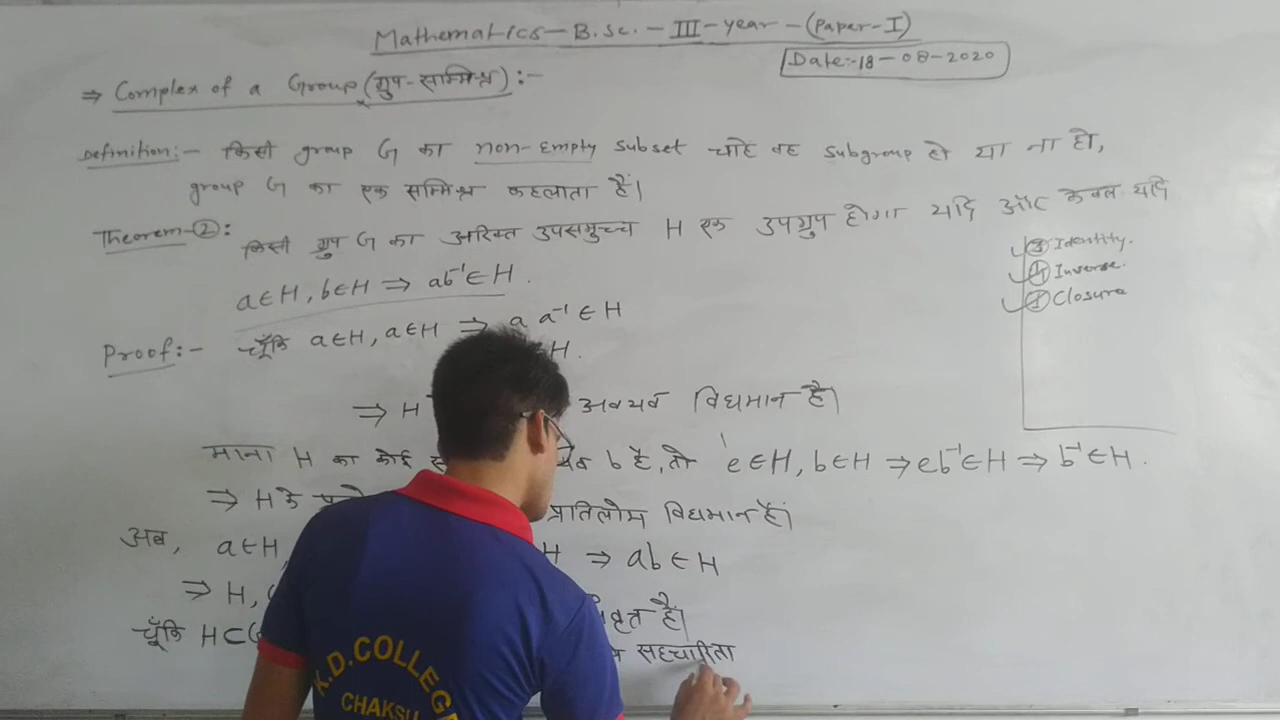 Mathematics-B.Sc.-III-year-(Paper-I)
Date:-18-08-2020
⇒ Complex of a Group (ग्रुप-सम्मिश्र):-
Definition:- किसी group G का non-Empty subset चाहे वह subgroup हो या ना हो,
group G का एक सम्मिश्र कहलाता है।
Theorem-②: किसी ग्रुप G का अरिक्त उपसमुच्च H एक उपग्रुप होगा यदि और केवल यदि
a∈H, b∈H ⇒ ab⁻¹∈H.
③ Identity.
④ Inverse.
① Closure
Proof:- चूँकि a∈H, a∈H ⇒ a a⁻¹ ∈ H
H.
⇒ H अवयव विद्यमान है।
माना H का कोई b है, तो e∈H, b∈H ⇒ eb⁻¹∈H ⇒ b⁻¹∈H.
⇒ H के प्रतिलोम विद्यमान है।
अब, a∈H, H ⇒ ab∈H
⇒ H, है।
चूँकि H⊂G सहचारिता
K.D.COLLEGE
CHAKSU